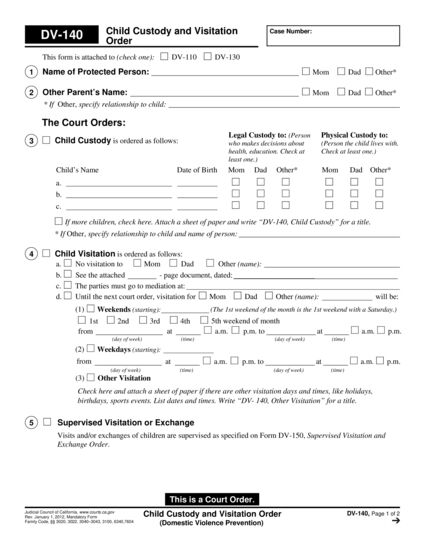 DV-140
Child Custody and Visitation
Order
Case Number:
This form is attached to (check one): DV-110 DV-130
1 Name of Protected Person: Mom Dad Other*
2 Other Parent's Name: Mom Dad Other*
* If Other, specify relationship to child:
The Court Orders:
3 Child Custody is ordered as follows:
Legal Custody to: (Person
who makes decisions about
health, education. Check at
least one.)
Physical Custody to:
(Person the child lives with.
Check at least one.)
Child's Name Date of Birth Mom Dad Other* Mom Dad Other*
a.
b.
c.
If more children, check here. Attach a sheet of paper and write "DV-140, Child Custody" for a title.
* If Other, specify relationship to child and name of person:
4 Child Visitation is ordered as follows:
a. No visitation to Mom Dad Other (name):
b. See the attached - page document, dated:
c. The parties must go to mediation at:
d. Until the next court order, visitation for Mom Dad Other (name): will be:
(1) Weekends (starting): (The 1st weekend of the month is the 1st weekend with a Saturday.)
1st 2nd 3rd 4th 5th weekend of month
from at a.m. p.m. to at a.m. p.m.
(day of week) (time) (day of week) (time)
(2) Weekdays (starting):
from at a.m. p.m. to at a.m. p.m.
(day of week) (time) (day of week) (time)
(3) Other Visitation
Check here and attach a sheet of paper if there are other visitation days and times, like holidays,
birthdays, sports events. List dates and times. Write "DV- 140, Other Visitation" for a title.
5 Supervised Visitation or Exchange
Visits and/or exchanges of children are supervised as specified on Form DV-150, Supervised Visitation and
Exchange Order.
This is a Court Order.
Judicial Council of California, www.courts.ca.gov
Rev. January 1, 2012, Mandatory Form
Family Code, §§ 3020, 3022, 3040–3043, 3100, 6340,7604
Child Custody and Visitation Order
(Domestic Violence Prevention)
DV-140, Page 1 of 2